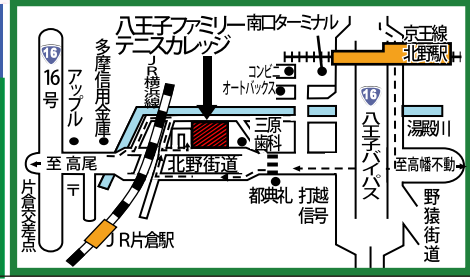 八王子ファミリー
テニスカレッジ
南口ターミナル
京王線
北野駅
16
16号
アップル
多摩信用金庫
JR横浜線
コンビニ
オートバックス
16
八王子バイパス
湯殿川
三原
歯科
至 高尾
〒
北野街道
至高幡不動
都典礼
打越
信号
野猿街道
片倉交差点
JR片倉駅